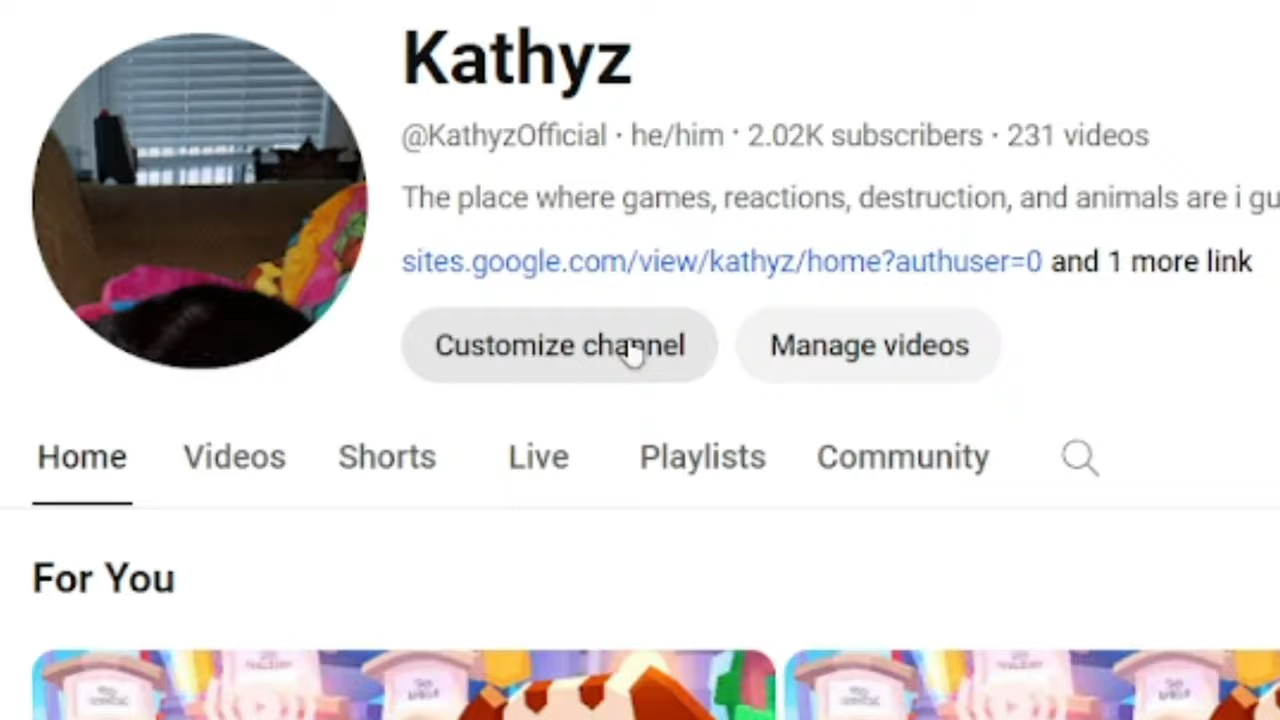 Kathyz
@KathyzOfficial · he/him · 2.02K subscribers · 231 videos
The place where games, reactions, destruction, and animals are i gu
sites.google.com/view/kathyz/home?authuser=0 and 1 more link
Customize channel Manage videos
Home Videos Shorts Live Playlists Community
For You